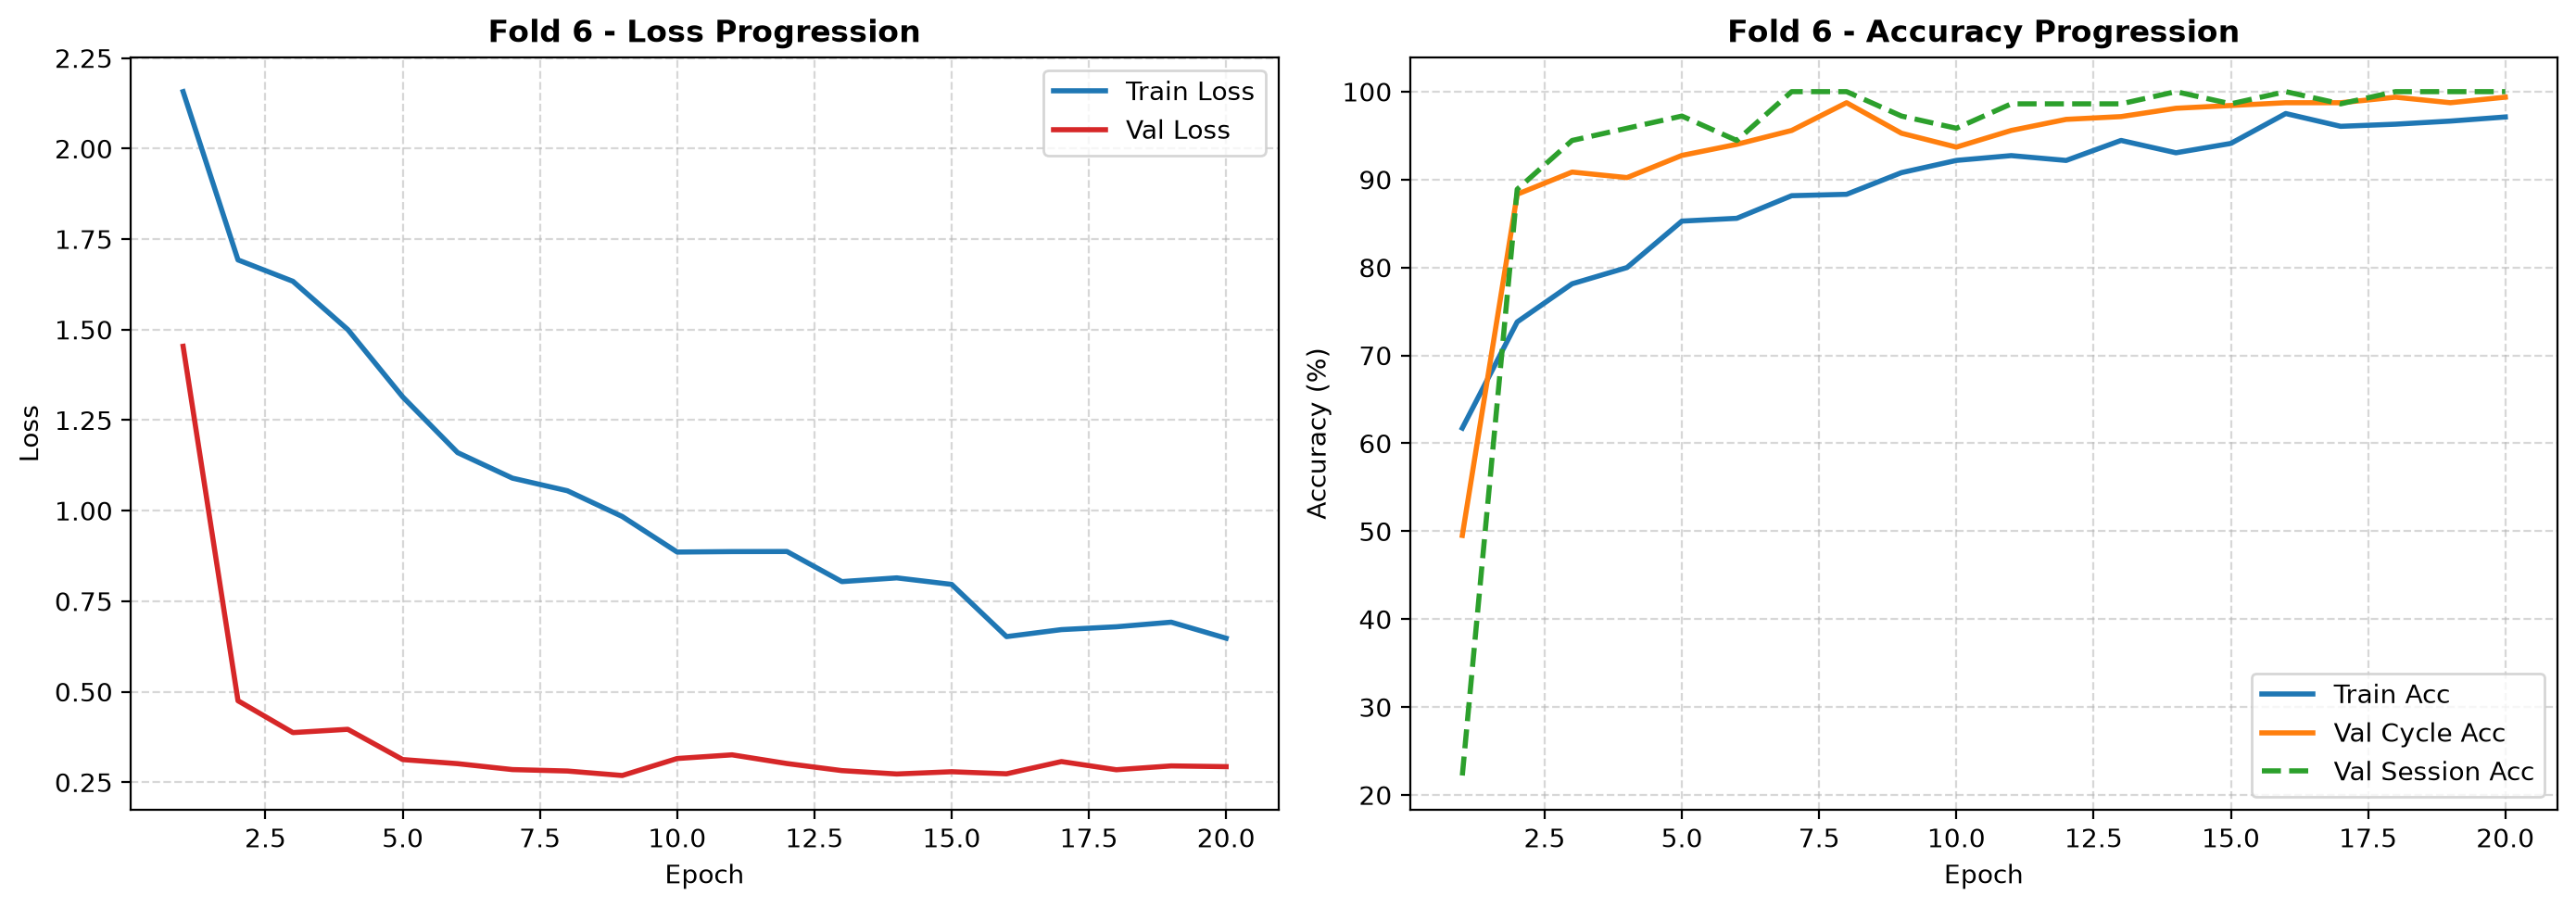 Fold 6 - Loss Progression
2.25
2.00
1.75
1.50
1.25
1.00
0.75
0.50
0.25
Loss
Train Loss
Val Loss
2.5 5.0 7.5 10.0 12.5 15.0 17.5 20.0
Epoch
Fold 6 - Accuracy Progression
100
90
80
70
60
50
40
30
20
Accuracy (%)
Train Acc
Val Cycle Acc
Val Session Acc
2.5 5.0 7.5 10.0 12.5 15.0 17.5 20.0
Epoch